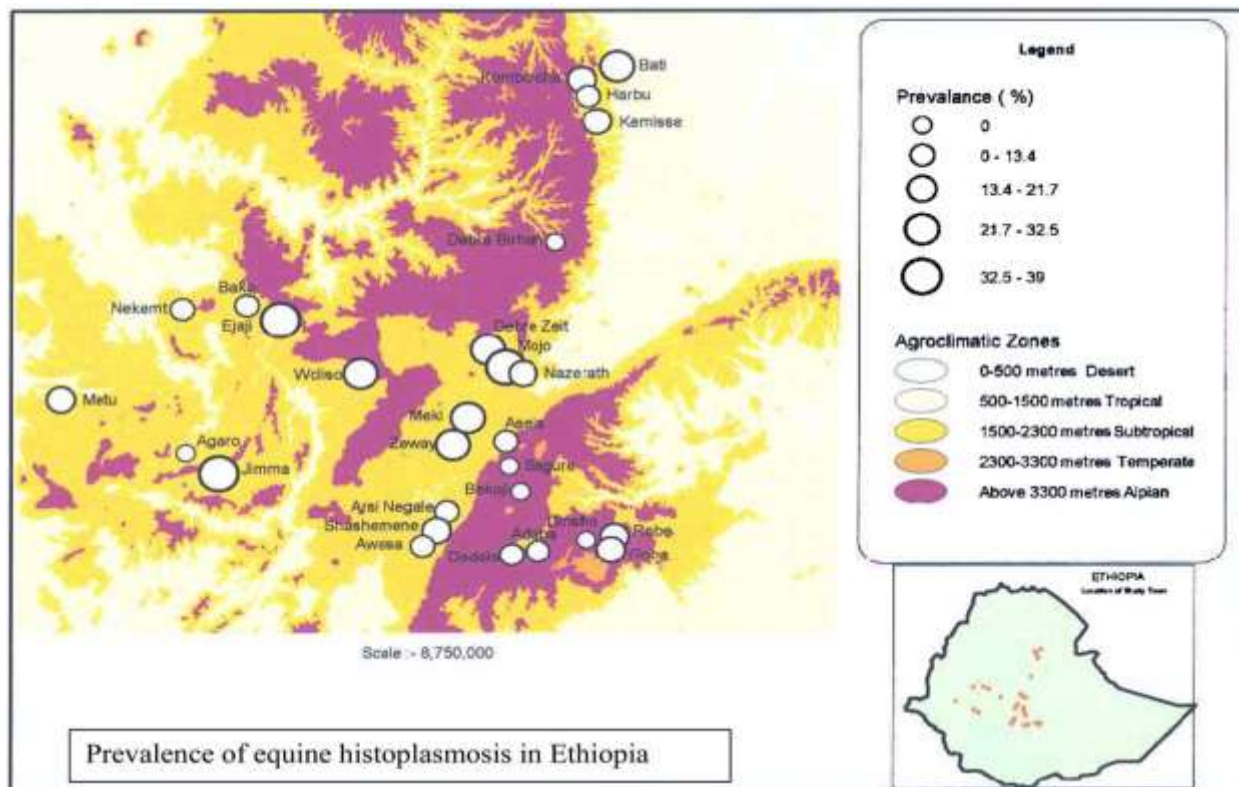 Bati
Kombolcha
Harbu
Kemisse
Debre Birhan
Bako
Nekemt
Ejaji
Debre Zeit
Mojo
Nazerath
Woliso
Metu
Meki
Asela
Zeway
Agaro
Jimma
Sagure
Bekoji
Arsi Negale
Shashemene
Awasa
Dinsho
Robe
Adaba
Dodola
Goba
Scale :- 8,750,000
Prevalence of equine histoplasmosis in Ethiopia
Legend
Prevalance ( %)
0
0 - 13.4
13.4 - 21.7
21.7 - 32.5
32.5 - 39
Agroclimatic Zones
0-500 metres Desert
500-1500 metres Tropical
1500-2300 metres Subtropical
2300-3300 metres Temperate
Above 3300 metres Alpian
ETHIOPIA
Location of Study Town